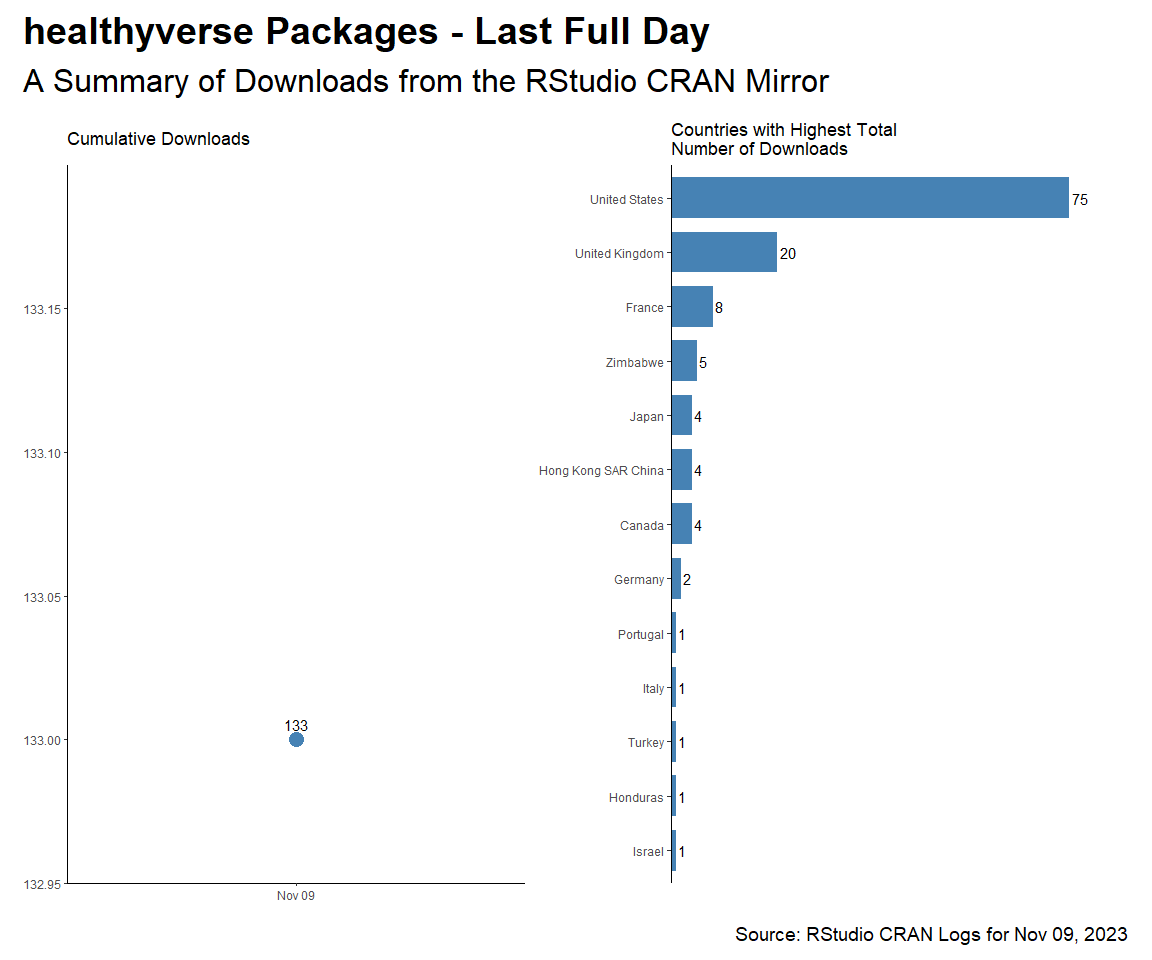 healthyverse Packages - Last Full Day
A Summary of Downloads from the RStudio CRAN Mirror
Cumulative Downloads
133.15
133.10
133.05
133.00
132.95
133
Nov 09
Countries with Highest Total
Number of Downloads
United States 75
United Kingdom 20
France 8
Zimbabwe 5
Japan 4
Hong Kong SAR China 4
Canada 4
Germany 2
Portugal 1
Italy 1
Turkey 1
Honduras 1
Israel 1
Source: RStudio CRAN Logs for Nov 09, 2023